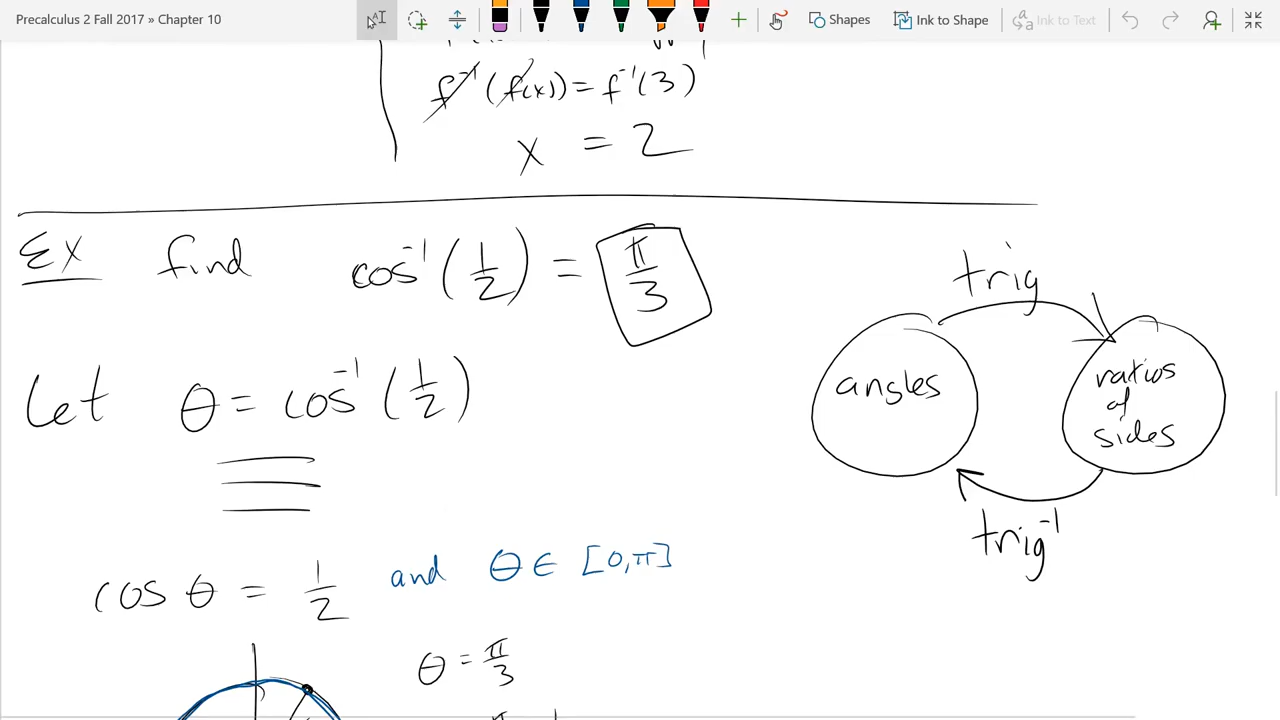 Precalculus 2 Fall 2017 » Chapter 10
Shapes
Ink to Shape
Ink to Text
f⁻¹(f(x)) = f⁻¹(3)
x = 2
Ex find cos⁻¹(1/2) = π/3
trig
angles
ratios
of
sides
trig⁻¹
Let θ = cos⁻¹(1/2)
cos θ = 1/2 and θ ∈ [0,π]
θ = π/3